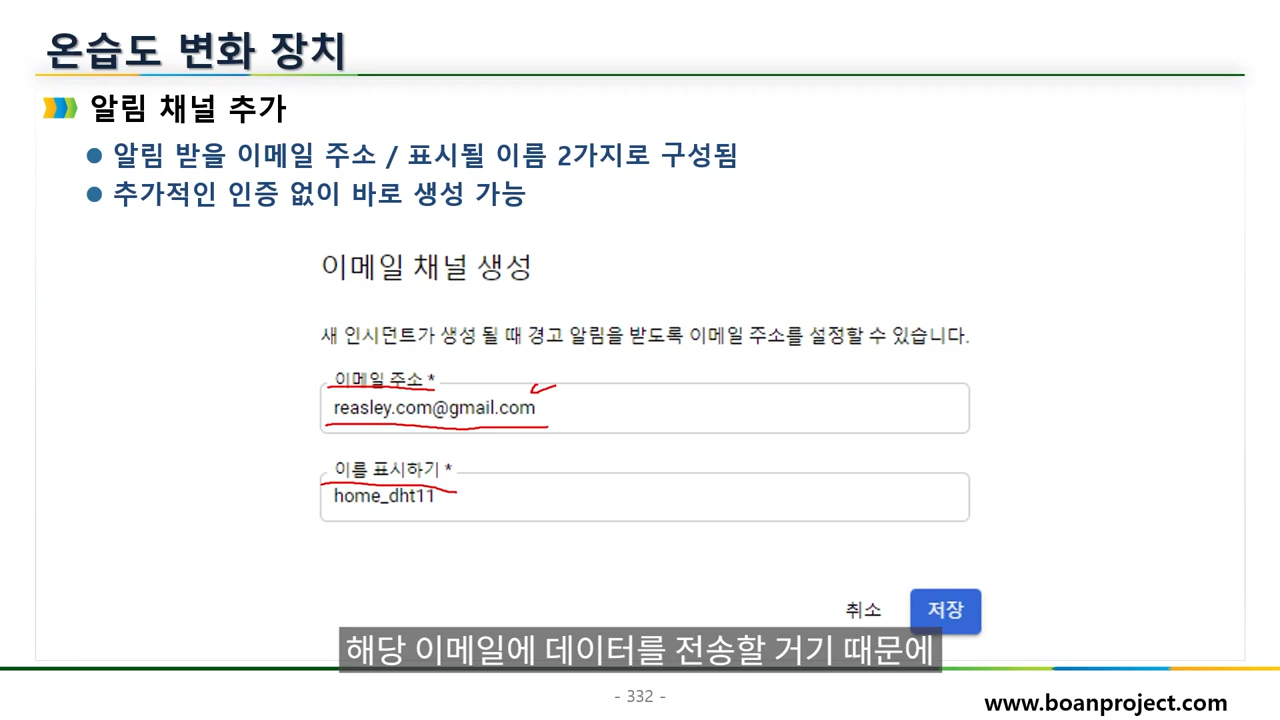 온습도 변화 장치
알림 채널 추가
알림 받을 이메일 주소 / 표시될 이름 2가지로 구성됨
추가적인 인증 없이 바로 생성 가능
이메일 채널 생성
새 인시던트가 생성 될 때 경고 알림을 받도록 이메일 주소를 설정할 수 있습니다.
이메일 주소 *
reasley.com@gmail.com
이름 표시하기 *
home_dht11
취소 저장
해당 이메일에 데이터를 전송할 거기 때문에
- 332 -
www.boanproject.com